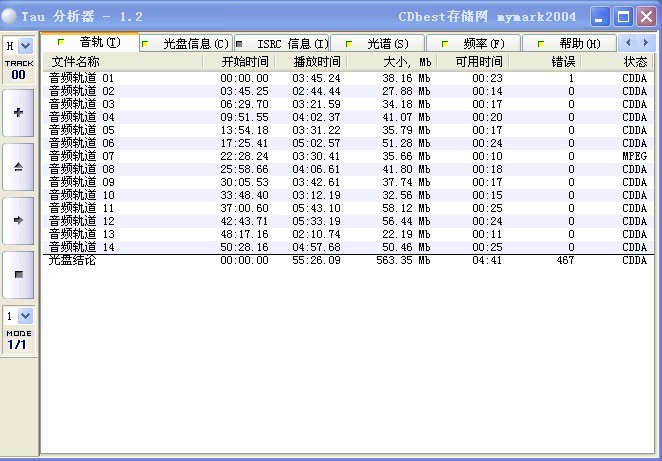 Tau 分析器 - 1.2 CDbest存储网 mymark2004
音轨(T) 光盘信息(C) ISRC 信息(I) 光谱(S) 频率(F) 帮助(H)
H
TRACK
00
1
MODE
1/1
文件名称 开始时间 播放时间 大小, Mb 可用时间 错误 状态
音频轨道 01 00:00.00 03:45.24 38.16 Mb 00:23 1 CDDA
音频轨道 02 03:45.25 02:44.44 27.88 Mb 00:14 0 CDDA
音频轨道 03 06:29.70 03:21.59 34.18 Mb 00:17 0 CDDA
音频轨道 04 09:51.55 04:02.37 41.07 Mb 00:20 0 CDDA
音频轨道 05 13:54.18 03:31.22 35.79 Mb 00:17 0 CDDA
音频轨道 06 17:25.41 05:02.57 51.28 Mb 00:24 0 CDDA
音频轨道 07 22:28.24 03:30.41 35.66 Mb 00:10 0 MPEG
音频轨道 08 25:58.66 04:06.61 41.80 Mb 00:18 0 CDDA
音频轨道 09 30:05.53 03:42.61 37.74 Mb 00:17 0 CDDA
音频轨道 10 33:48.40 03:12.19 32.56 Mb 00:15 0 CDDA
音频轨道 11 37:00.60 05:43.10 58.12 Mb 00:25 0 CDDA
音频轨道 12 42:43.71 05:33.19 56.44 Mb 00:24 0 CDDA
音频轨道 13 48:17.16 02:10.74 22.19 Mb 00:11 0 CDDA
音频轨道 14 50:28.16 04:57.68 50.46 Mb 00:25 0 CDDA
光盘结论 00:00.00 55:26.09 563.35 Mb 04:41 467 CDDA